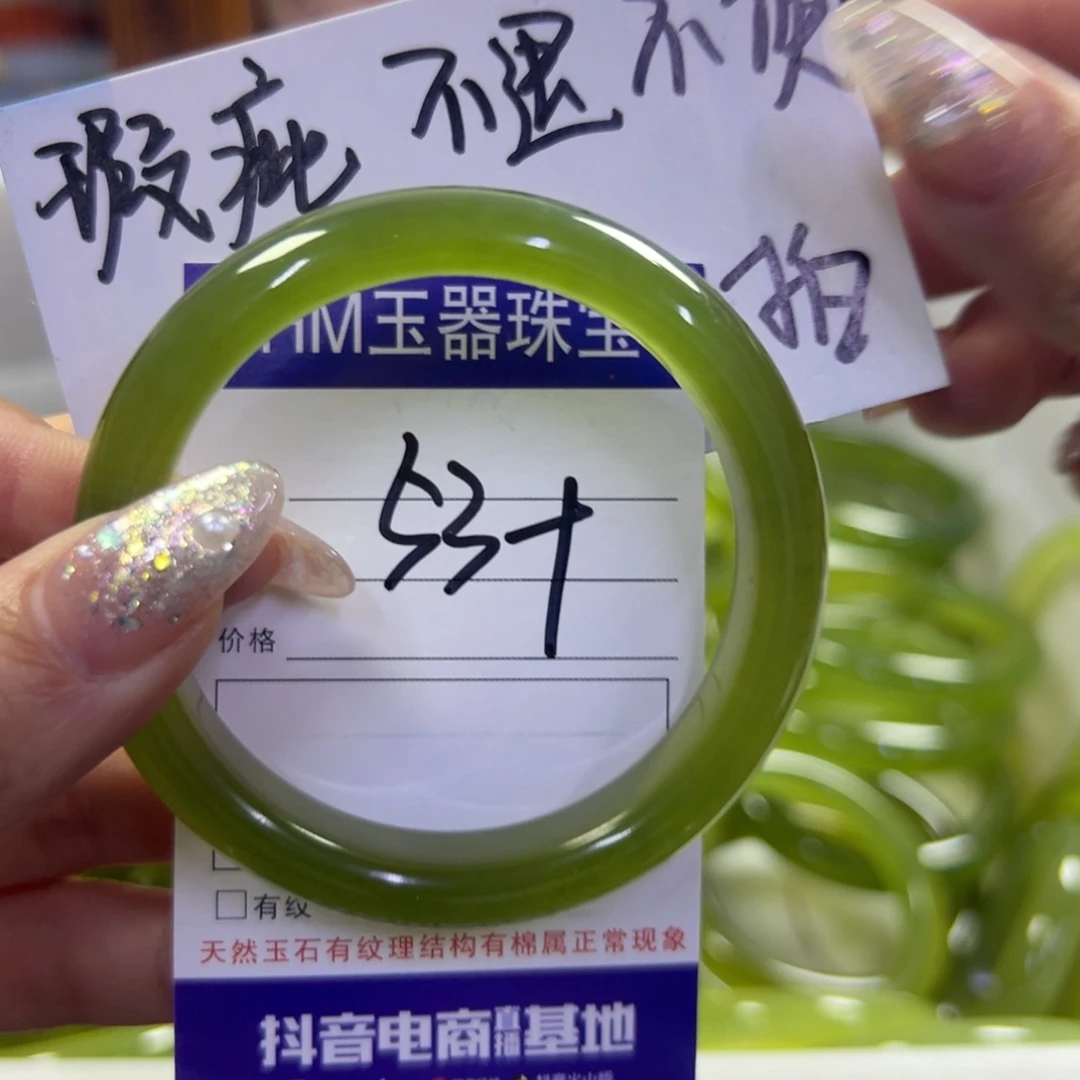 瑕疵 不退 不换
拍
HM玉器珠宝
53+
价格
有纹
天然玉石有纹理结构有棉属正常现象
抖音电商直播基地